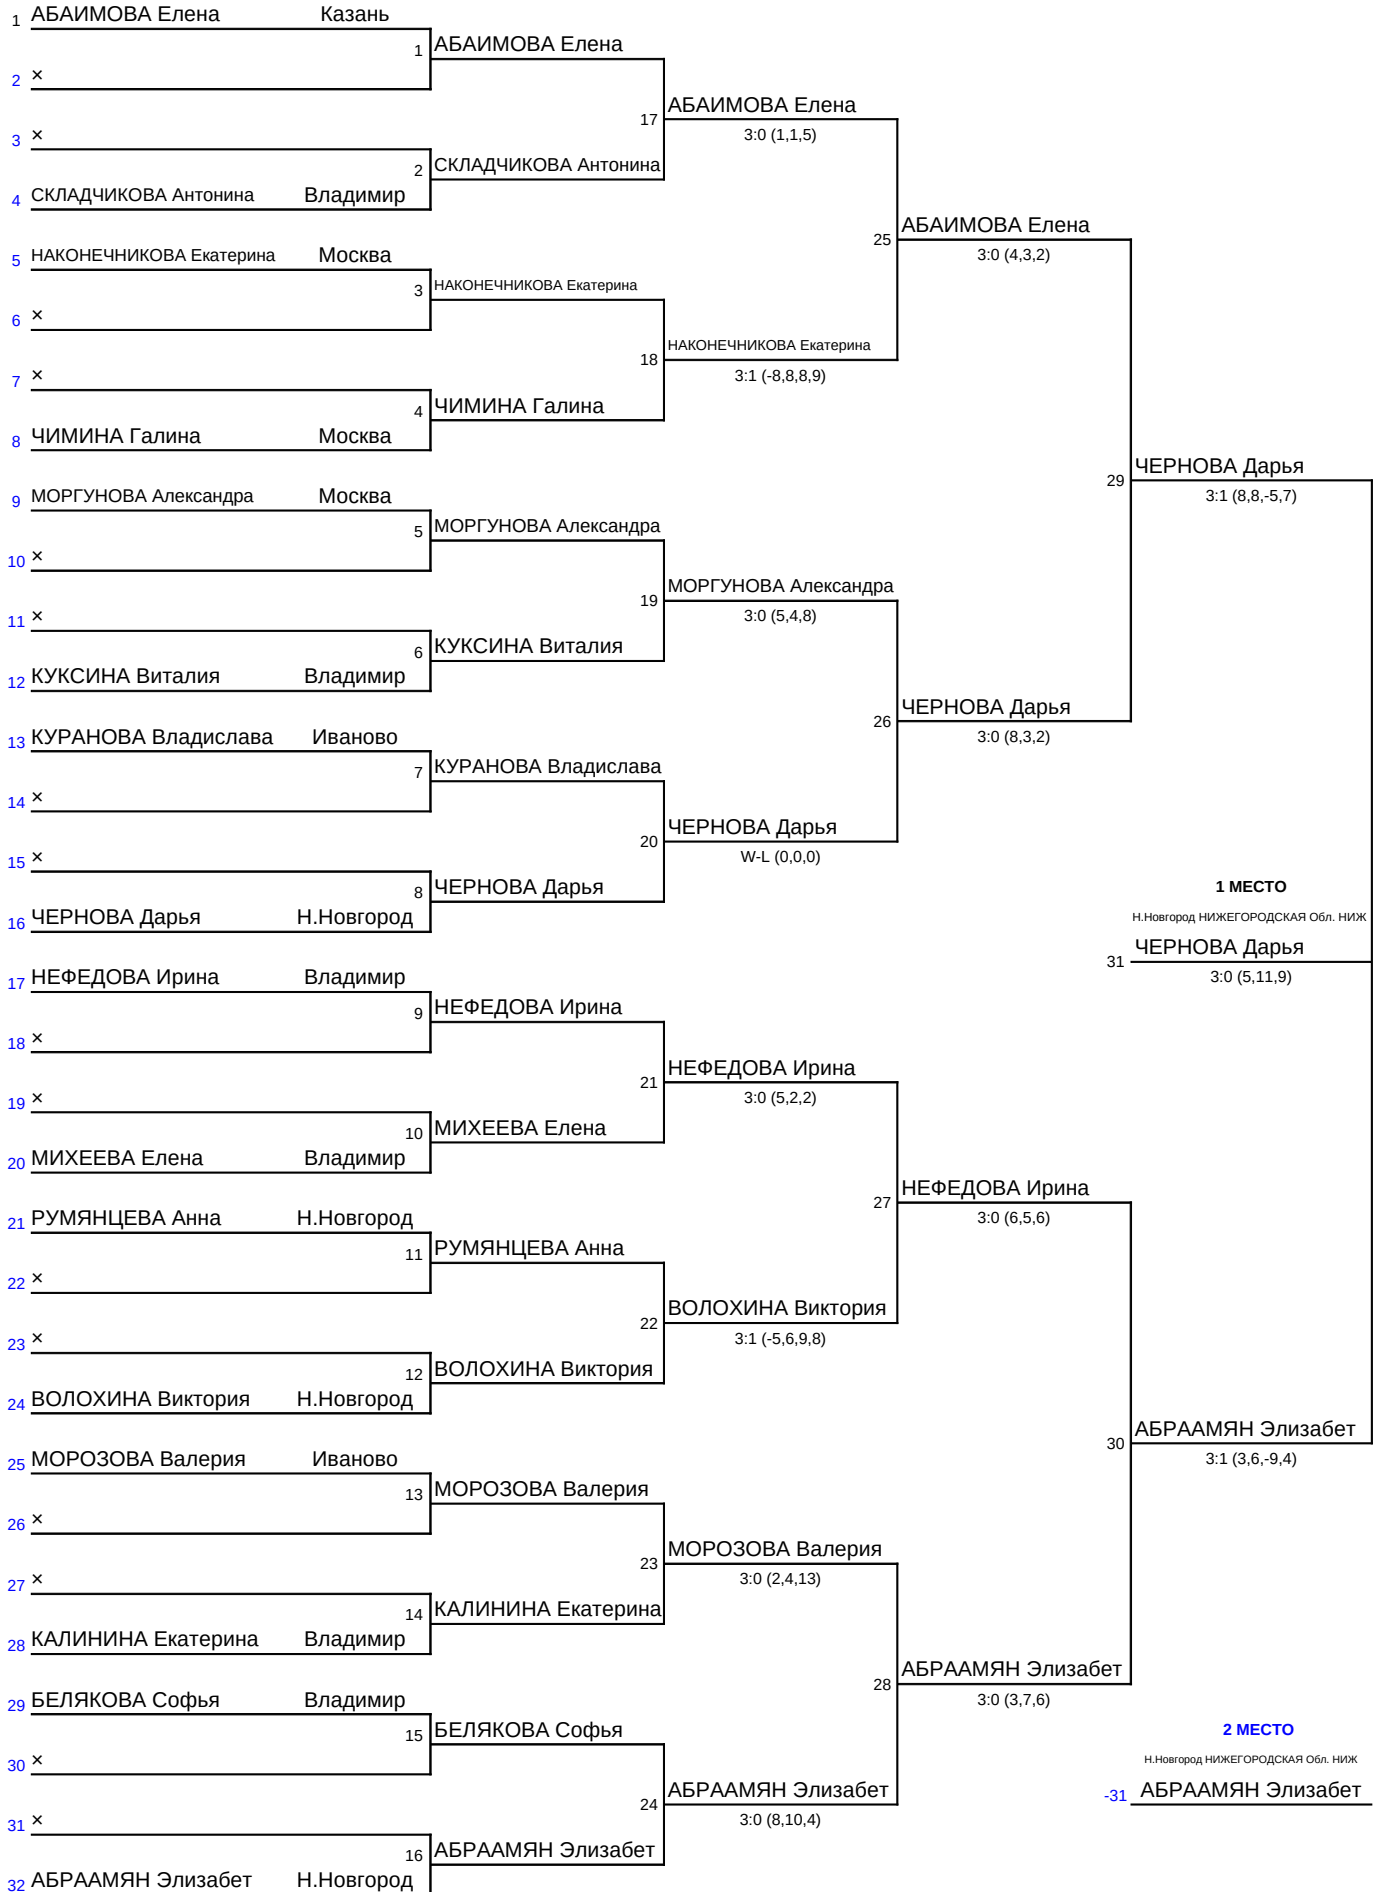 1 АБАИМОВА Елена Казань
1 АБАИМОВА Елена
2 ×
17 АБАИМОВА Елена
3:0 (1,1,5)
3 ×
2 СКЛАДЧИКОВА Антонина
4 СКЛАДЧИКОВА Антонина Владимир
25 АБАИМОВА Елена
3:0 (4,3,2)
5 НАКОНЕЧНИКОВА Екатерина Москва
3 НАКОНЕЧНИКОВА Екатерина
6 ×
18 НАКОНЕЧНИКОВА Екатерина
3:1 (-8,8,8,9)
7 ×
4 ЧИМИНА Галина
8 ЧИМИНА Галина Москва
29 ЧЕРНОВА Дарья
3:1 (8,8,-5,7)
9 МОРГУНОВА Александра Москва
5 МОРГУНОВА Александра
10 ×
19 МОРГУНОВА Александра
3:0 (5,4,8)
11 ×
6 КУКСИНА Виталия
12 КУКСИНА Виталия Владимир
26 ЧЕРНОВА Дарья
3:0 (8,3,2)
13 КУРАНОВА Владислава Иваново
7 КУРАНОВА Владислава
14 ×
20 ЧЕРНОВА Дарья
W-L (0,0,0)
15 ×
8 ЧЕРНОВА Дарья
1 МЕСТО
16 ЧЕРНОВА Дарья Н.Новгород
Н.Новгород НИЖЕГОРОДСКАЯ Обл. НИЖ
31 ЧЕРНОВА Дарья
3:0 (5,11,9)
17 НЕФЕДОВА Ирина Владимир
9 НЕФЕДОВА Ирина
18 ×
21 НЕФЕДОВА Ирина
3:0 (5,2,2)
19 ×
10 МИХЕЕВА Елена
20 МИХЕЕВА Елена Владимир
27 НЕФЕДОВА Ирина
3:0 (6,5,6)
21 РУМЯНЦЕВА Анна Н.Новгород
11 РУМЯНЦЕВА Анна
22 ×
22 ВОЛОХИНА Виктория
3:1 (-5,6,9,8)
23 ×
12 ВОЛОХИНА Виктория
24 ВОЛОХИНА Виктория Н.Новгород
30 АБРААМЯН Элизабет
3:1 (3,6,-9,4)
25 МОРОЗОВА Валерия Иваново
13 МОРОЗОВА Валерия
26 ×
23 МОРОЗОВА Валерия
3:0 (2,4,13)
27 ×
14 КАЛИНИНА Екатерина
28 КАЛИНИНА Екатерина Владимир
28 АБРААМЯН Элизабет
3:0 (3,7,6)
29 БЕЛЯКОВА Софья Владимир
15 БЕЛЯКОВА Софья
2 МЕСТО
30 ×
Н.Новгород НИЖЕГОРОДСКАЯ Обл. НИЖ
24 АБРААМЯН Элизабет
3:0 (8,10,4)
-31 АБРААМЯН Элизабет
31 ×
16 АБРААМЯН Элизабет
32 АБРААМЯН Элизабет Н.Новгород